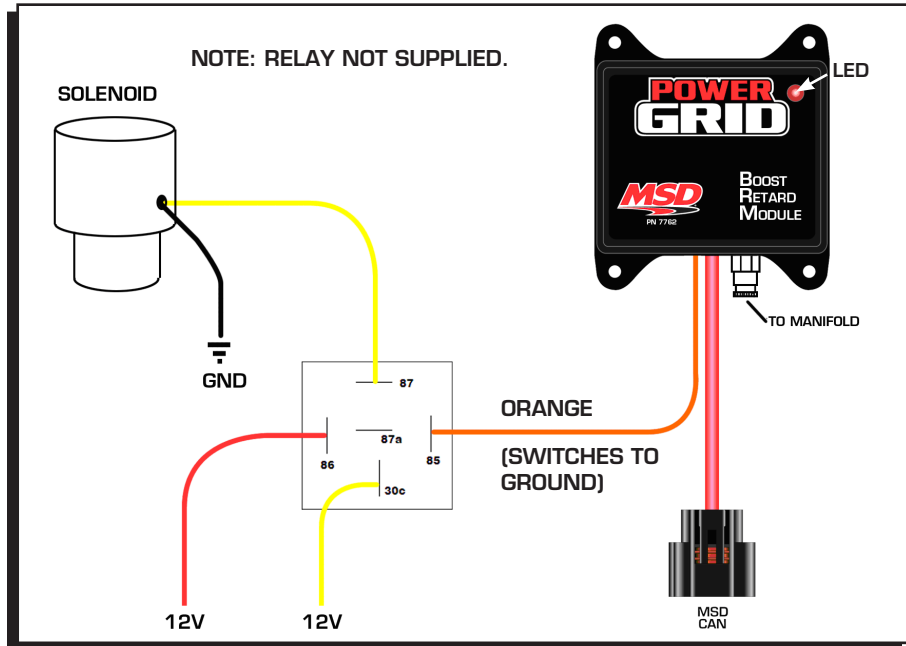 NOTE: RELAY NOT SUPPLIED.
SOLENOID
LED
POWER
GRID
MSD
PN 7762
BOOST
RETARD
MODULE
TO MANIFOLD
GND
87
87a
86
85
30c
ORANGE
(SWITCHES TO
GROUND)
12V
12V
MSD
CAN